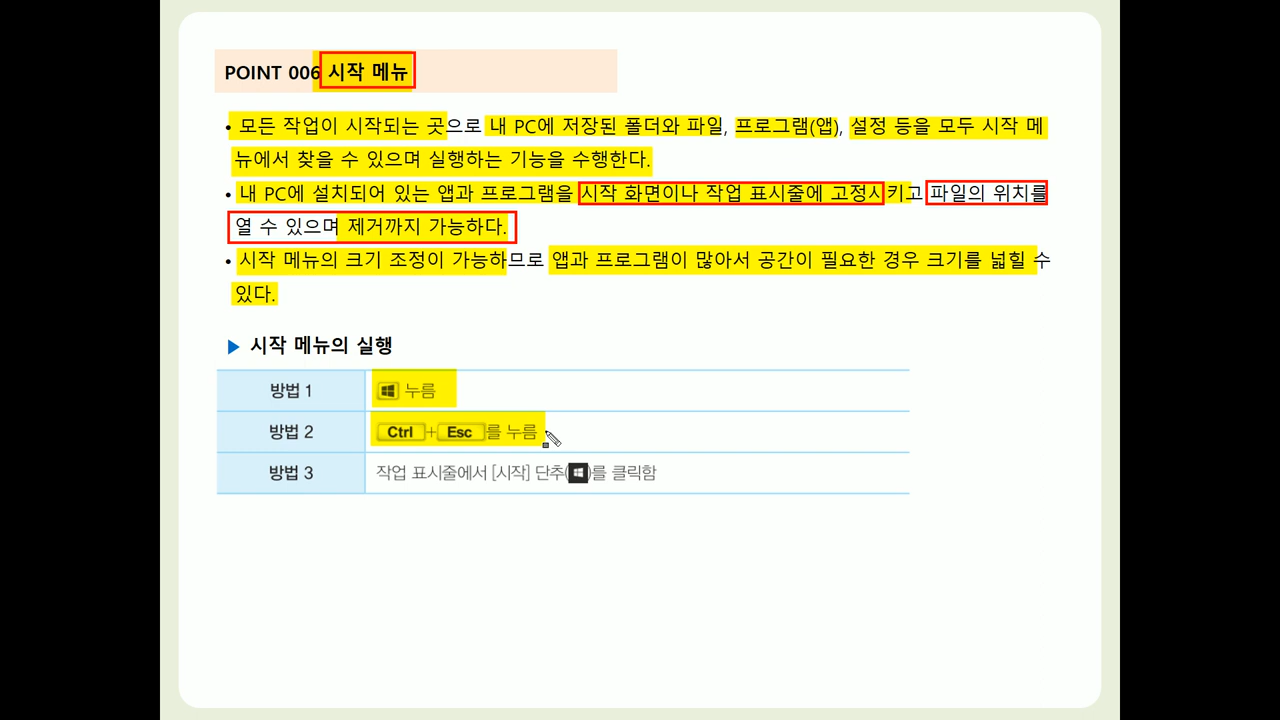 POINT 006 시작 메뉴
• 모든 작업이 시작되는 곳으로 내 PC에 저장된 폴더와 파일, 프로그램(앱), 설정 등을 모두 시작 메
뉴에서 찾을 수 있으며 실행하는 기능을 수행한다.
• 내 PC에 설치되어 있는 앱과 프로그램을 시작 화면이나 작업 표시줄에 고정시키고 파일의 위치를
열 수 있으며 제거까지 가능하다.
• 시작 메뉴의 크기 조정이 가능하므로 앱과 프로그램이 많아서 공간이 필요한 경우 크기를 넓힐 수
있다.
▶ 시작 메뉴의 실행
방법 1 누름
방법 2 Ctrl+Esc를 누름
방법 3 작업 표시줄에서 [시작] 단추()를 클릭함